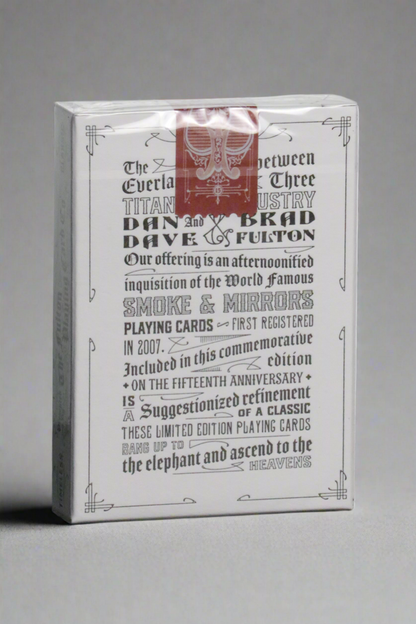 The between
Everla Three
TITAN USTRY
DAN And BRAD
DAVE & FULTON
Our offering is an afternoonified
inquisition of the World Famous
SMOKE & MIRRORS
PLAYING CARDS ~ FIRST REGISTERED
IN 2007.
Included in this commemorative
edition
• ON THE FIFTEENTH ANNIVERSARY •
IS
A Suggestionized refinement
OF A CLASSIC
THESE LIMITED EDITION PLAYING CARDS
BANG UP TO
the elephant and ascend to the
HEAVENS